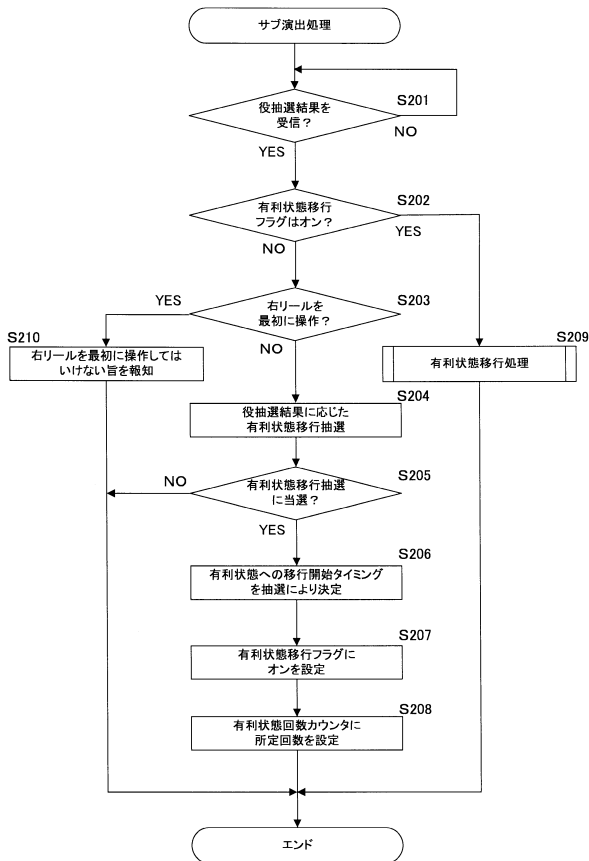 サブ演出処理
役抽選結果を
受信？
S201
NO
YES
有利状態移行
フラグはオン？
S202
YES
NO
右リールを
最初に操作？
S203
YES
NO
S210
右リールを最初に操作しては
いけない旨を報知
S209
有利状態移行処理
S204
役抽選結果に応じた
有利状態移行抽選
S205
有利状態移行抽選
に当選？
NO
YES
S206
有利状態への移行開始タイミング
を抽選により決定
S207
有利状態移行フラグに
オンを設定
S208
有利状態回数カウンタに
所定回数を設定
エンド